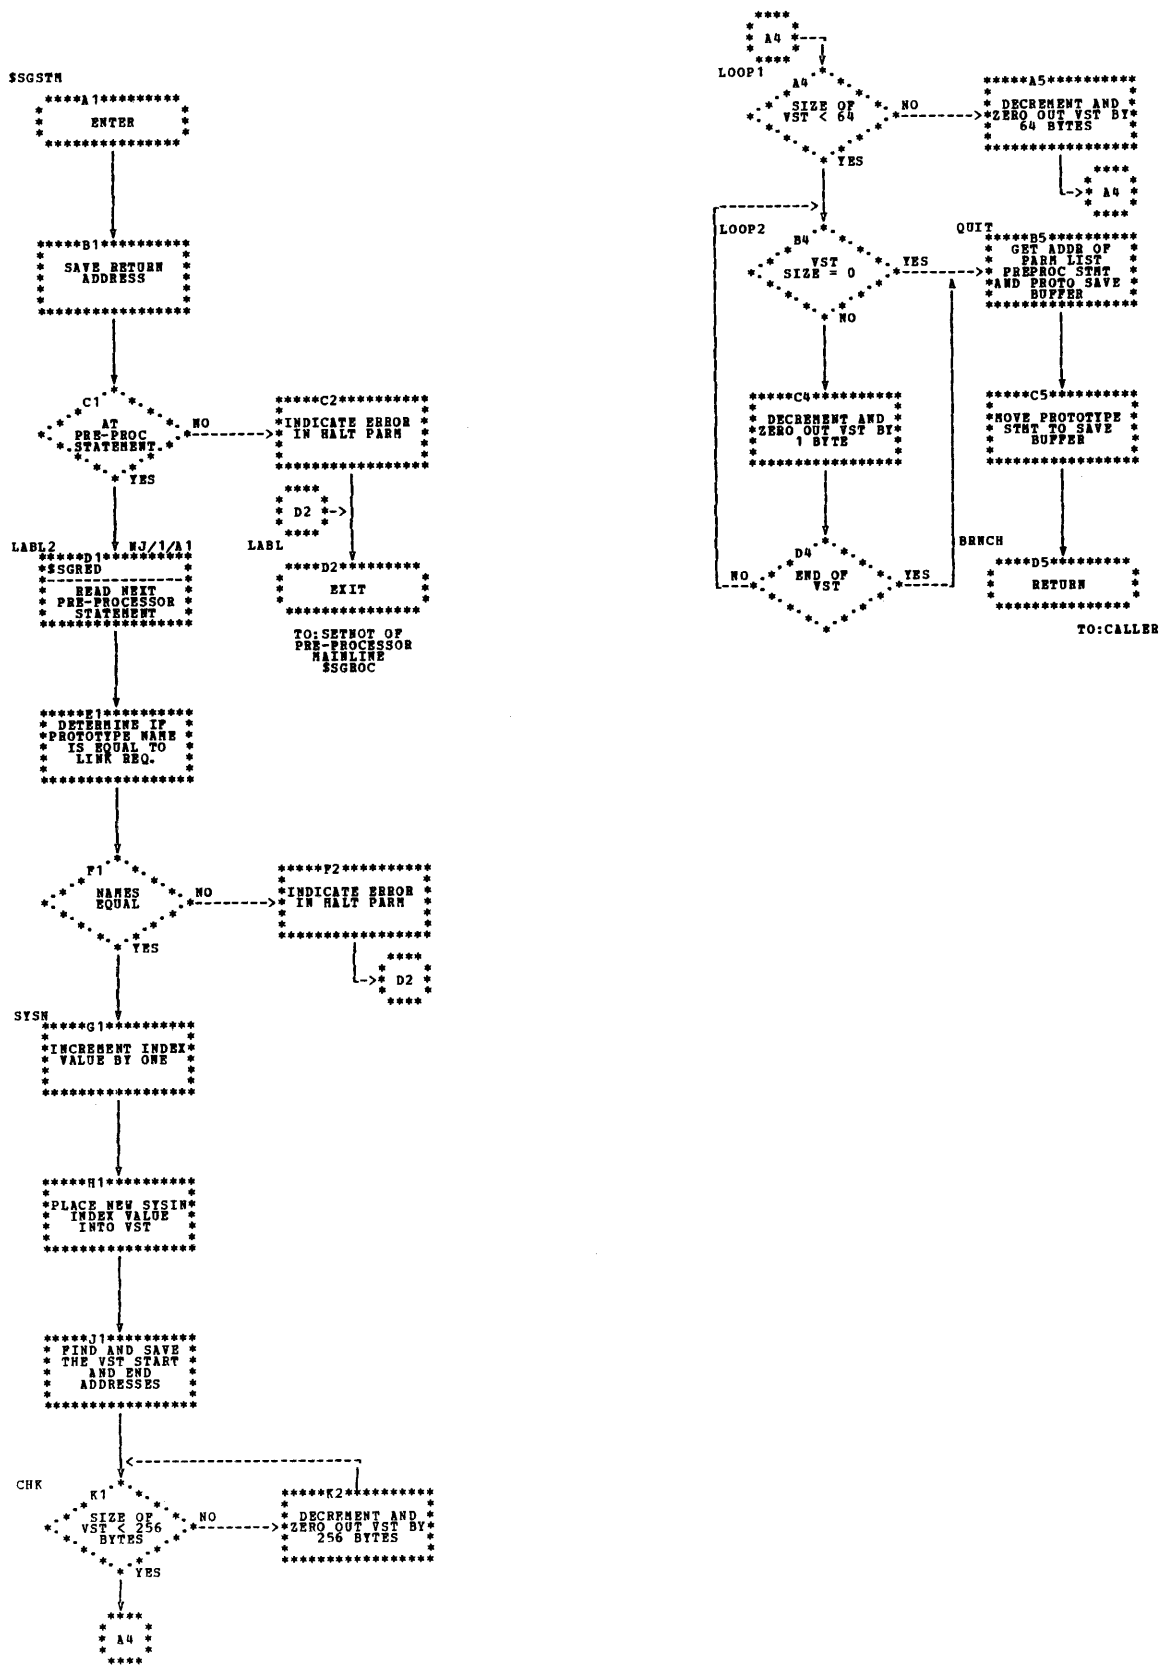 $SGSTM
A1
ENTER
B1
SAVE RETURN
ADDRESS
C1
AT
PRE-PROC
STATEMENT
NO
YES
C2
INDICATE ERROR
IN HALT PARM
D2
LABL
D2
EXIT
TO:SETNOT OF
PRE-PROCESSOR
MAINLINE
$SGROC
LABL2
NJ/1/A1
D1
$SGRED
READ NEXT
PRE-PROCESSOR
STATEMENT
E1
DETERMINE IF
PROTOTYPE NAME
IS EQUAL TO
LINK REQ.
F1
NAMES
EQUAL
NO
YES
F2
INDICATE ERROR
IN HALT PARM
D2
SYSN
G1
INCREMENT INDEX
VALUE BY ONE
H1
PLACE NEW SYSIN
INDEX VALUE
INTO VST
J1
FIND AND SAVE
THE VST START
AND END
ADDRESSES
CHK
K1
SIZE OF
VST < 256
BYTES
NO
YES
K2
DECREMENT AND
ZERO OUT VST BY
256 BYTES
A4
A4
LOOP1
A4
SIZE OF
VST < 64
NO
YES
A5
DECREMENT AND
ZERO OUT VST BY
64 BYTES
A4
LOOP2
B4
VST
SIZE = 0
YES
NO
QUIT
B5
GET ADDR OF
PARM LIST
PREPROC STMT
AND PROTO SAVE
BUFFER
C4
DECREMENT AND
ZERO OUT VST BY
1 BYTE
C5
MOVE PROTOTYPE
STMT TO SAVE
BUFFER
D4
END OF
VST
NO
YES
BRNCH
D5
RETURN
TO:CALLER